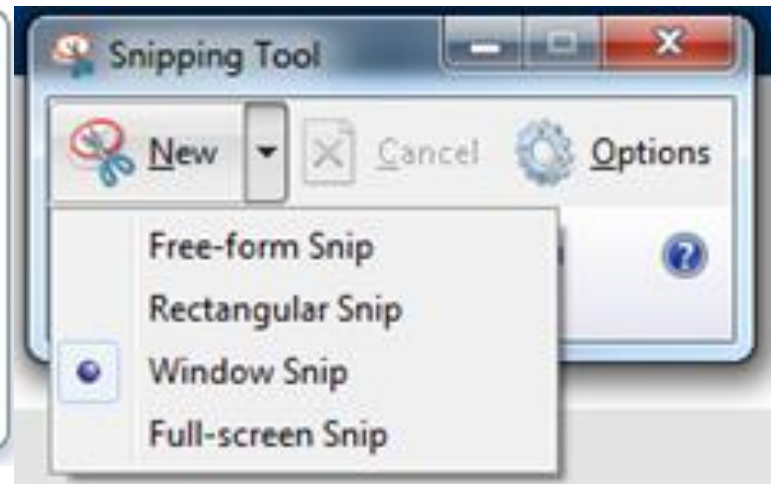 Snipping Tool
New Cancel Options
Free-form Snip
Rectangular Snip
Window Snip
Full-screen Snip